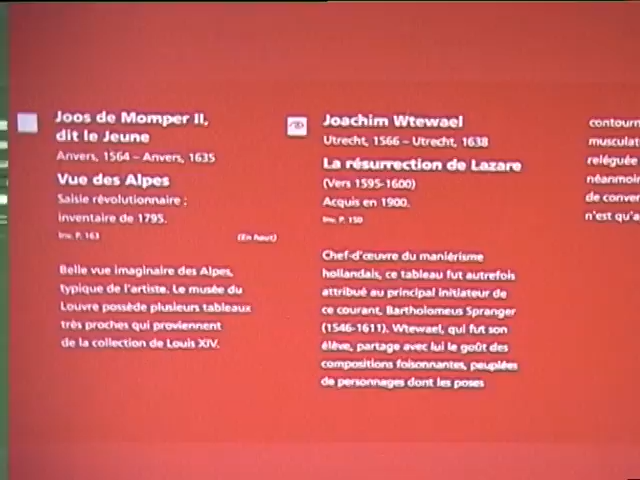 Joos de Momper II,
dit le Jeune
Anvers, 1564 – Anvers, 1635
Vue des Alpes
Saisie révolutionnaire :
inventaire de 1795.
Inv. P. 163
(En haut)
Belle vue imaginaire des Alpes,
typique de l'artiste. Le musée du
Louvre possède plusieurs tableaux
très proches qui proviennent
de la collection de Louis XIV.
Joachim Wtewael
Utrecht, 1566 – Utrecht, 1638
La résurrection de Lazare
(Vers 1595-1600)
Acquis en 1900.
Inv. P. 150
Chef-d'œuvre du maniérisme
hollandais, ce tableau fut autrefois
attribué au principal initiateur de
ce courant, Bartholomeus Spranger
(1546-1611). Wtewael, qui fut son
élève, partage avec lui le goût des
compositions foisonnantes, peuplées
de personnages dont les poses
contourn
musculat
reléguée
néanmoir
de conver
n'est qu'a